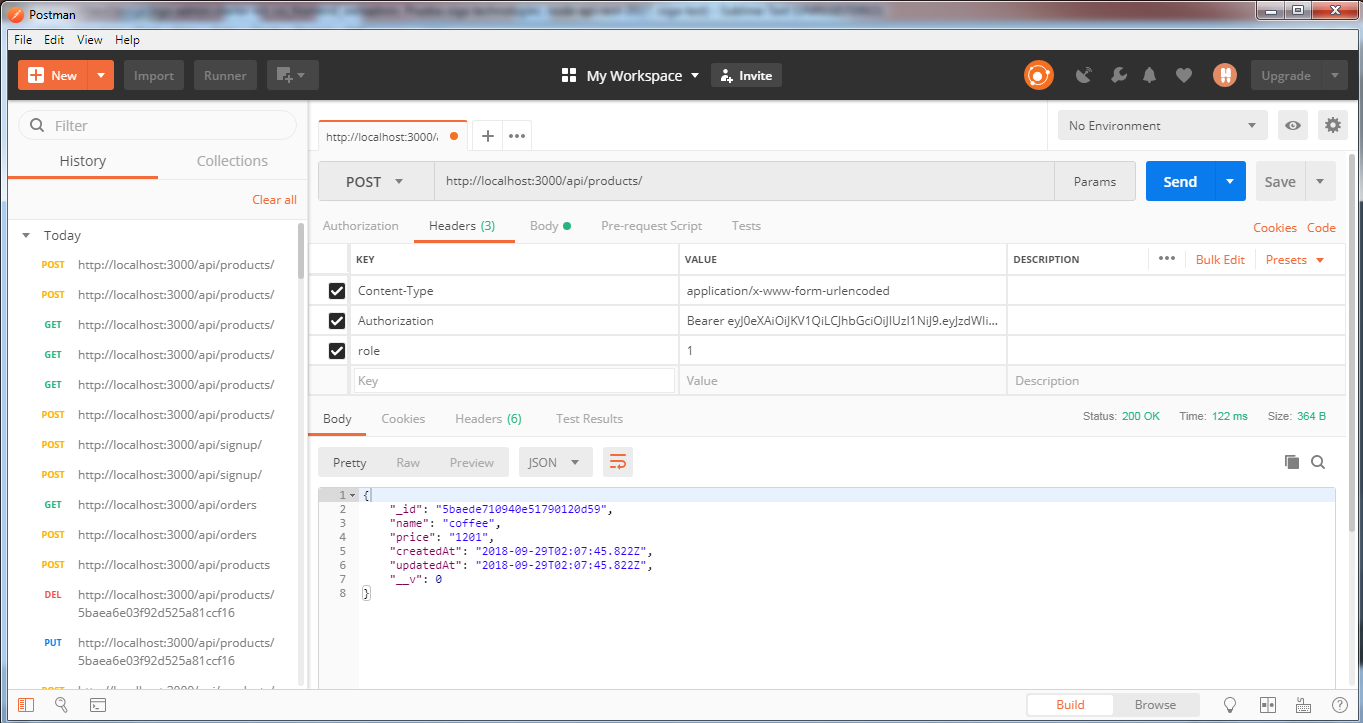 Postman
File Edit View Help
New Import Runner My Workspace Invite Upgrade
Filter
History Collections
Clear all
Today
POST http://localhost:3000/api/products/
POST http://localhost:3000/api/products/
GET http://localhost:3000/api/products/
GET http://localhost:3000/api/products/
GET http://localhost:3000/api/products/
POST http://localhost:3000/api/products/
POST http://localhost:3000/api/signup/
POST http://localhost:3000/api/signup/
GET http://localhost:3000/api/orders
POST http://localhost:3000/api/orders
POST http://localhost:3000/api/products
DEL http://localhost:3000/api/products/
5baea6e03f92d525a81ccf16
PUT http://localhost:3000/api/products/
5baea6e03f92d525a81ccf16
http://localhost:3000/ + •••
No Environment
POST http://localhost:3000/api/products/ Params Send Save
Authorization Headers (3) Body Pre-request Script Tests Cookies Code
KEY VALUE DESCRIPTION ••• Bulk Edit Presets
Content-Type application/x-www-form-urlencoded
Authorization Bearer eyJ0eXAiOiJKV1QiLCJhbGciOiJIUzI1NiJ9.eyJzdWIi...
role 1
Key Value Description
Body Cookies Headers (6) Test Results Status: 200 OK Time: 122 ms Size: 364 B
Pretty Raw Preview JSON
1 {
2 "_id": "5baede710940e51790120d59",
3 "name": "coffee",
4 "price": "1201",
5 "createdAt": "2018-09-29T02:07:45.822Z",
6 "updatedAt": "2018-09-29T02:07:45.822Z",
7 "__v": 0
8 }
Build Browse